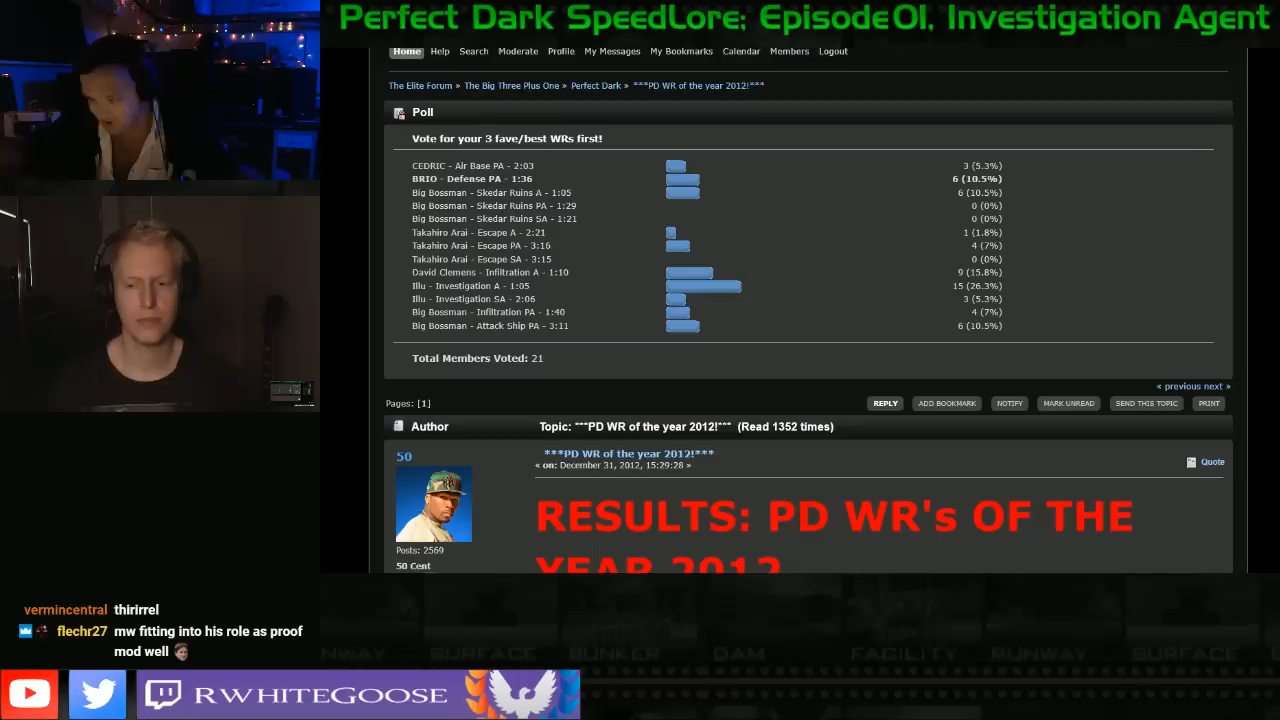 Perfect Dark SpeedLore; Episode01, Investigation Agent
Home Help Search Moderate Profile My Messages My Bookmarks Calendar Members Logout
The Elite Forum » The Big Three Plus One » Perfect Dark » ***PD WR of the year 2012!***
Poll
Vote for your 3 fave/best WRs first!
CEDRIC - Air Base PA - 2:03 3 (5.3%)
BRIO - Defense PA - 1:36 6 (10.5%)
Big Bossman - Skedar Ruins A - 1:05 6 (10.5%)
Big Bossman - Skedar Ruins PA - 1:29 0 (0%)
Big Bossman - Skedar Ruins SA - 1:21 0 (0%)
Takahiro Arai - Escape A - 2:21 1 (1.8%)
Takahiro Arai - Escape PA - 3:16 4 (7%)
Takahiro Arai - Escape SA - 3:15 0 (0%)
David Clemens - Infiltration A - 1:10 9 (15.8%)
Illu - Investigation A - 1:05 15 (26.3%)
Illu - Investigation SA - 2:06 3 (5.3%)
Big Bossman - Infiltration PA - 1:40 4 (7%)
Big Bossman - Attack Ship PA - 3:11 6 (10.5%)
Total Members Voted: 21
« previous next »
Pages: [1] REPLY ADD BOOKMARK NOTIFY MARK UNREAD SEND THIS TOPIC PRINT
Author Topic: ***PD WR of the year 2012!*** (Read 1352 times)
50
***PD WR of the year 2012!***
« on: December 31, 2012, 15:29:28 »
Quote
RESULTS: PD WR's OF THE
YEAR 2012
Posts: 2569
50 Cent
vermincentral thirirrel
flechr27 mw fitting into his role as proof
mod well
NWAY SURFACE BUNKER DAM FACILITY RUNWAY SURFACE
RWHITEGOOSE